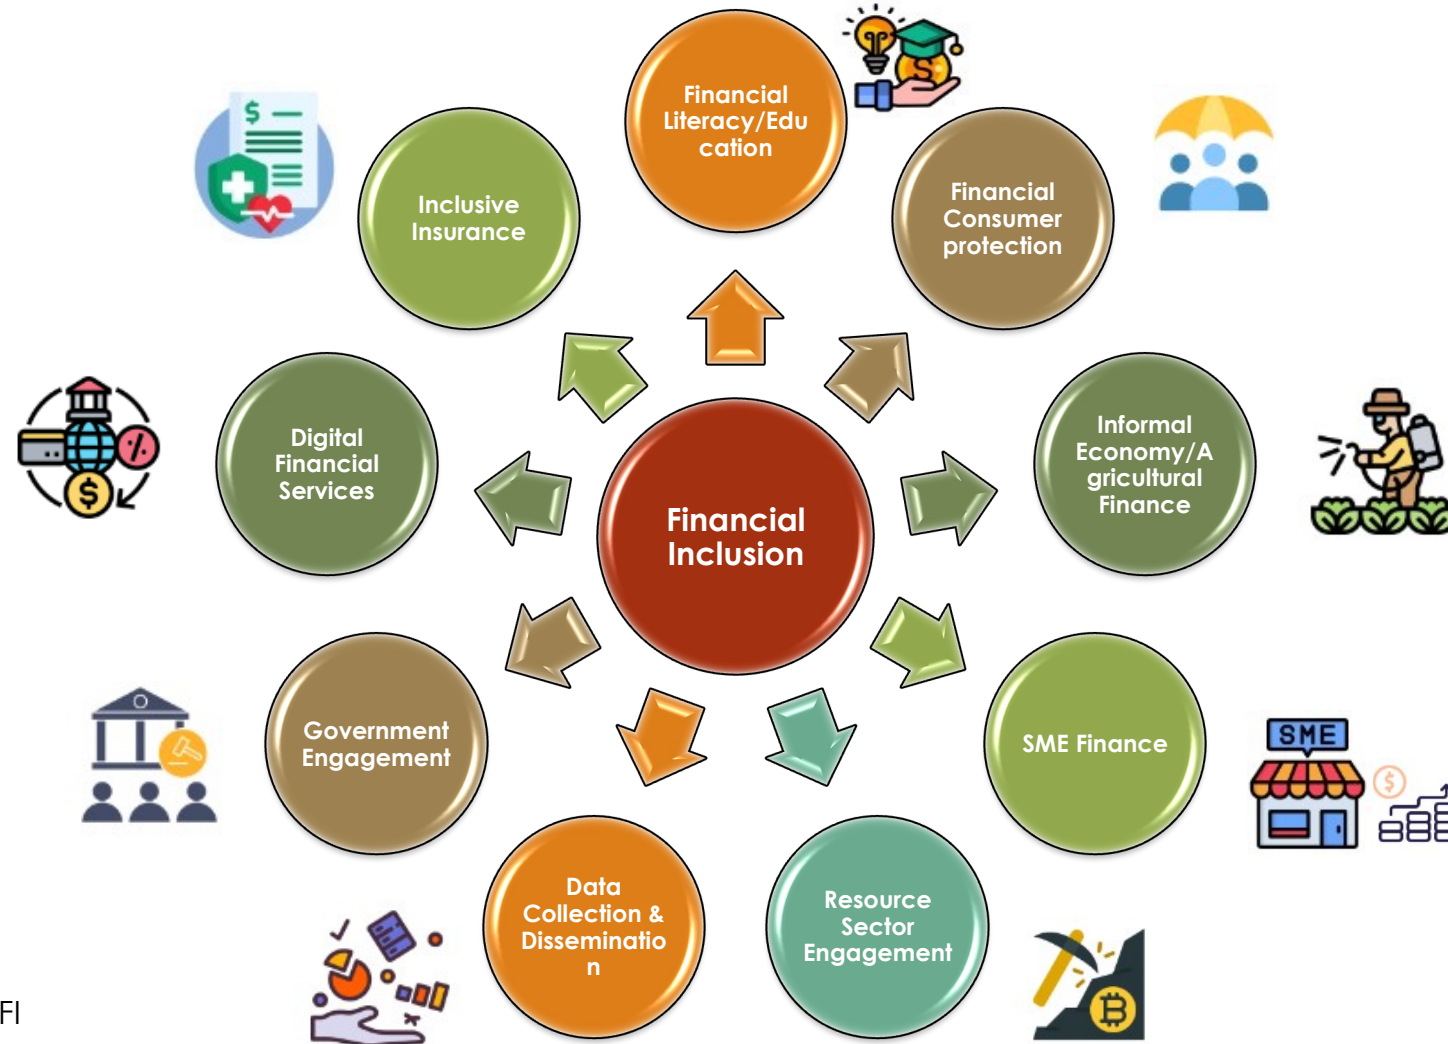 Financial
Literacy/Edu
cation
Financial
Consumer
protection
Informal
Economy/A
gricultural
Finance
SME Finance
SME
$
Resource
Sector
Engagement
Data
Collection &
Disseminatio
n
Government
Engagement
Digital
Financial
Services
%
$
Inclusive
Insurance
$
$
Financial
Inclusion
FI